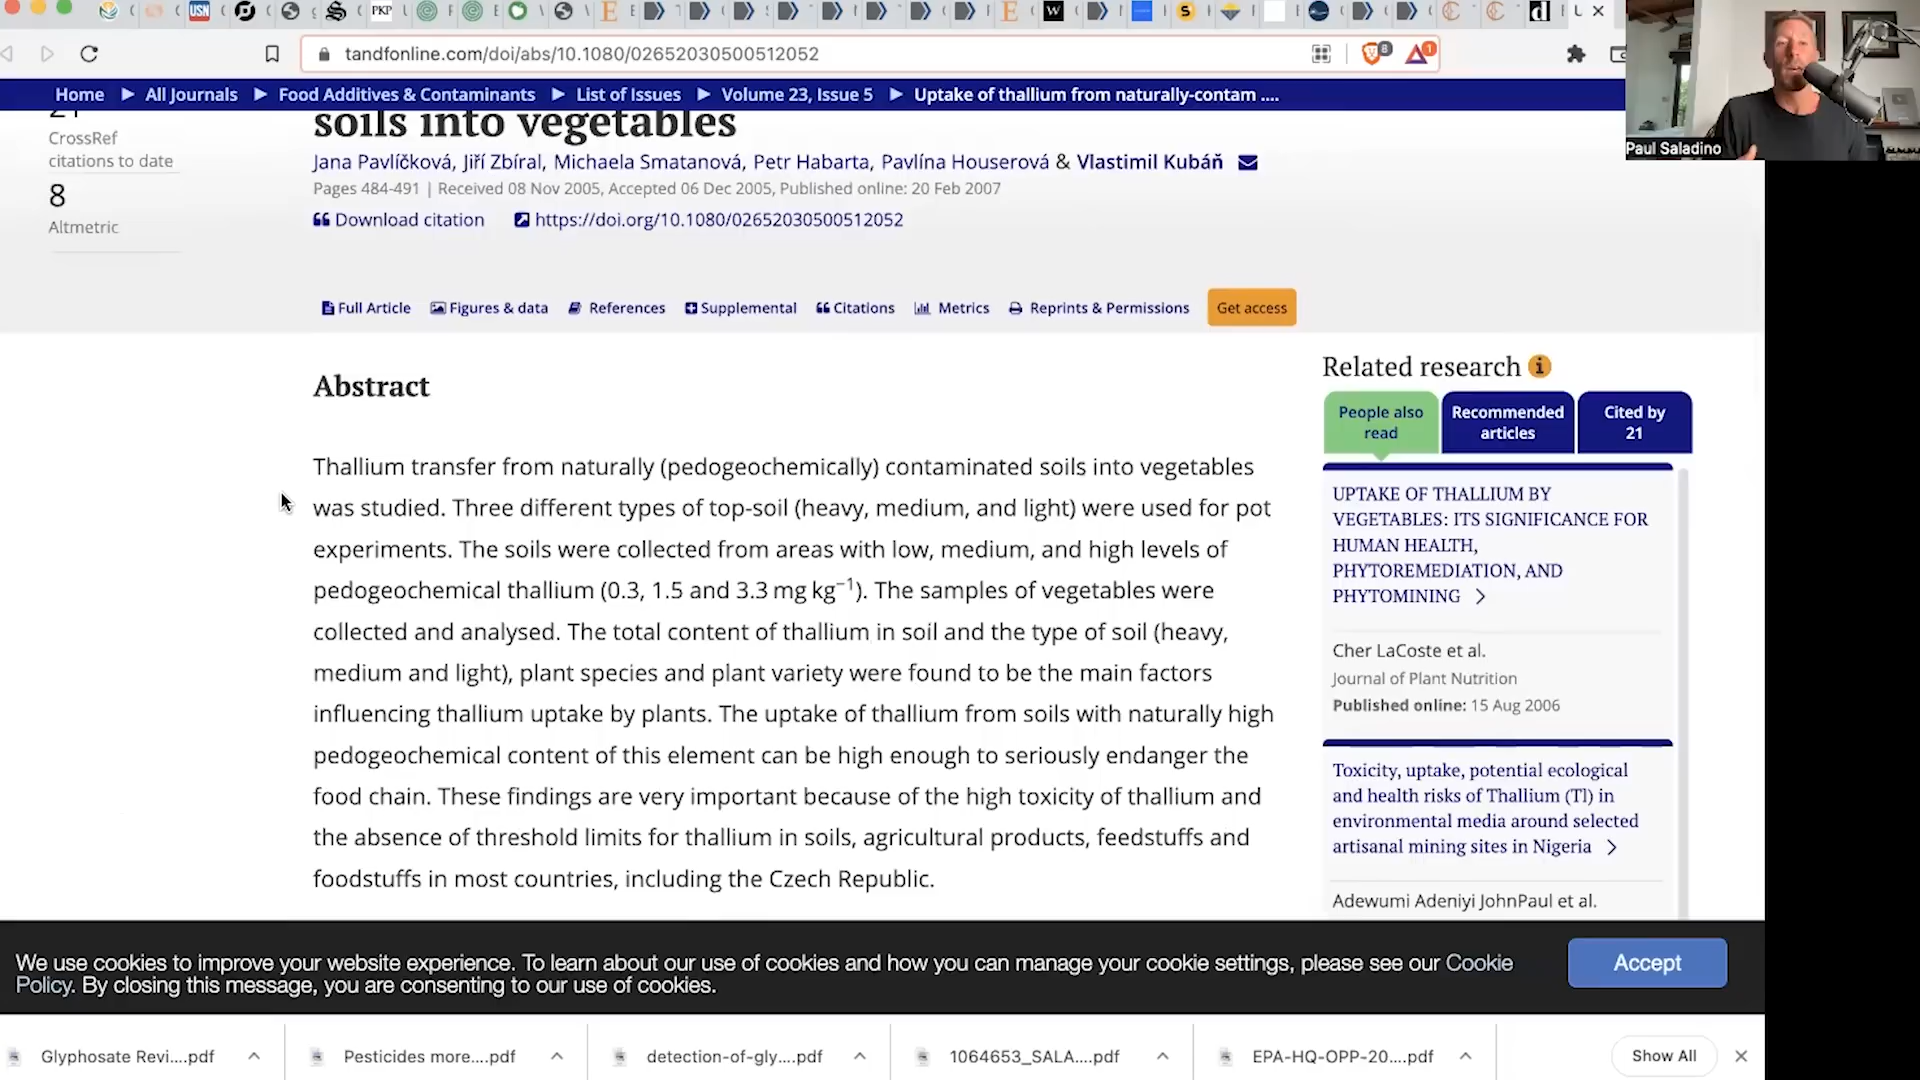 USN
PKP
tandfonline.com/doi/abs/10.1080/02652030500512052
8
1
Home
All Journals
Food Additives & Contaminants
List of Issues
Volume 23, Issue 5
Uptake of thallium from naturally-contam ....
CrossRef
citations to date
8
Altmetric
soils into vegetables
Jana Pavlíčková, Jiří Zbíral, Michaela Smatanová, Petr Habarta, Pavlína Houserová & Vlastimil Kubáň
Pages 484-491 | Received 08 Nov 2005, Accepted 06 Dec 2005, Published online: 20 Feb 2007
Download citation
https://doi.org/10.1080/02652030500512052
Full Article
Figures & data
References
Supplemental
Citations
Metrics
Reprints & Permissions
Get access
Abstract
Thallium transfer from naturally (pedogeochemically) contaminated soils into vegetables
was studied. Three different types of top-soil (heavy, medium, and light) were used for pot
experiments. The soils were collected from areas with low, medium, and high levels of
pedogeochemical thallium (0.3, 1.5 and 3.3 mg kg⁻¹). The samples of vegetables were
collected and analysed. The total content of thallium in soil and the type of soil (heavy,
medium and light), plant species and plant variety were found to be the main factors
influencing thallium uptake by plants. The uptake of thallium from soils with naturally high
pedogeochemical content of this element can be high enough to seriously endanger the
food chain. These findings are very important because of the high toxicity of thallium and
the absence of threshold limits for thallium in soils, agricultural products, feedstuffs and
foodstuffs in most countries, including the Czech Republic.
Related research
People also
read
Recommended
articles
Cited by
21
UPTAKE OF THALLIUM BY
VEGETABLES: ITS SIGNIFICANCE FOR
HUMAN HEALTH,
PHYTOREMEDIATION, AND
PHYTOMINING
Cher LaCoste et al.
Journal of Plant Nutrition
Published online: 15 Aug 2006
Toxicity, uptake, potential ecological
and health risks of Thallium (Tl) in
environmental media around selected
artisanal mining sites in Nigeria
Adewumi Adeniyi JohnPaul et al.
Paul Saladino
We use cookies to improve your website experience. To learn about our use of cookies and how you can manage your cookie settings, please see our Cookie
Policy. By closing this message, you are consenting to our use of cookies.
Accept
Glyphosate Revi....pdf
Pesticides more....pdf
detection-of-gly....pdf
1064653_SALA....pdf
EPA-HQ-OPP-20....pdf
Show All